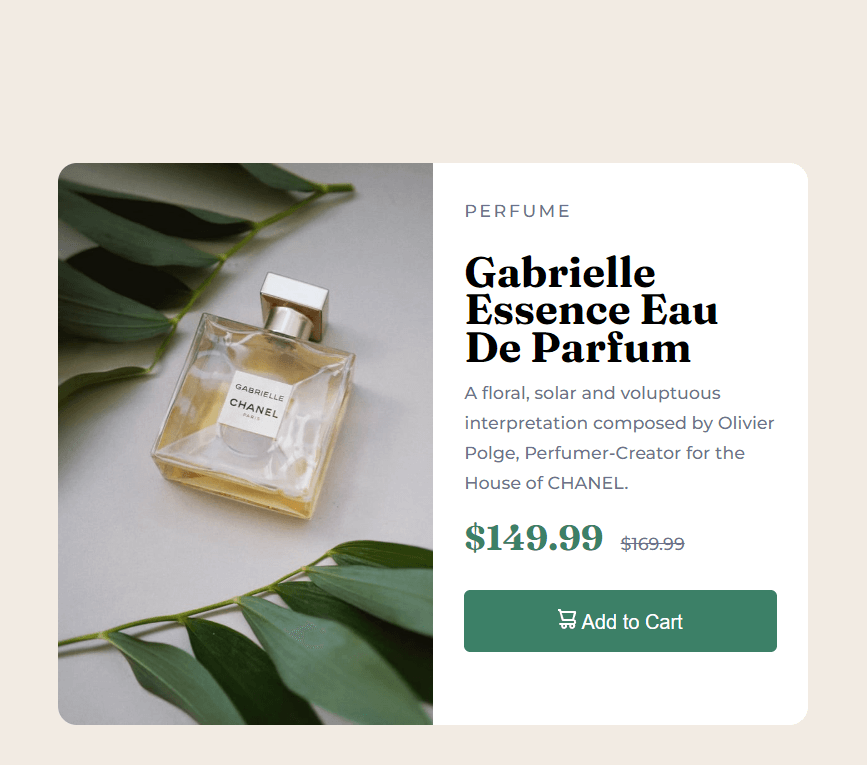 GABRIELLE
CHANEL
PARIS
PERFUME
Gabrielle
Essence Eau
De Parfum
A floral, solar and voluptuous
interpretation composed by Olivier
Polge, Perfumer-Creator for the
House of CHANEL.
$149.99 $169.99
Add to Cart